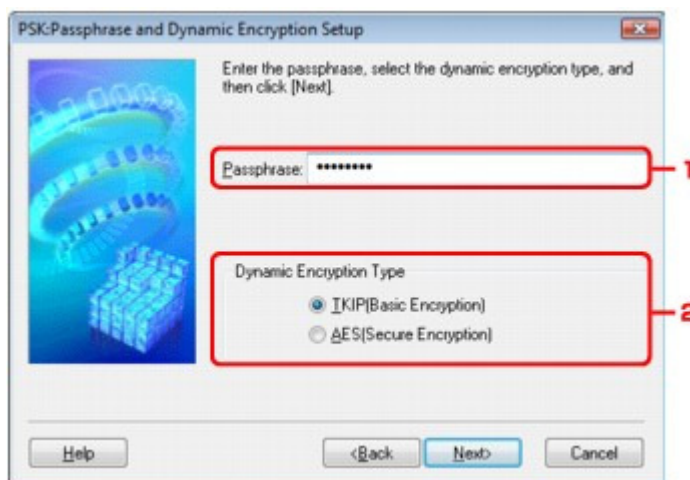 PSK:Passphrase and Dynamic Encryption Setup
Enter the passphrase, select the dynamic encryption type, and
then click [Next].
Passphrase: ••••••••
1
Dynamic Encryption Type
TKIP(Basic Encryption)
AES(Secure Encryption)
2
Help
<Back
Next>
Cancel